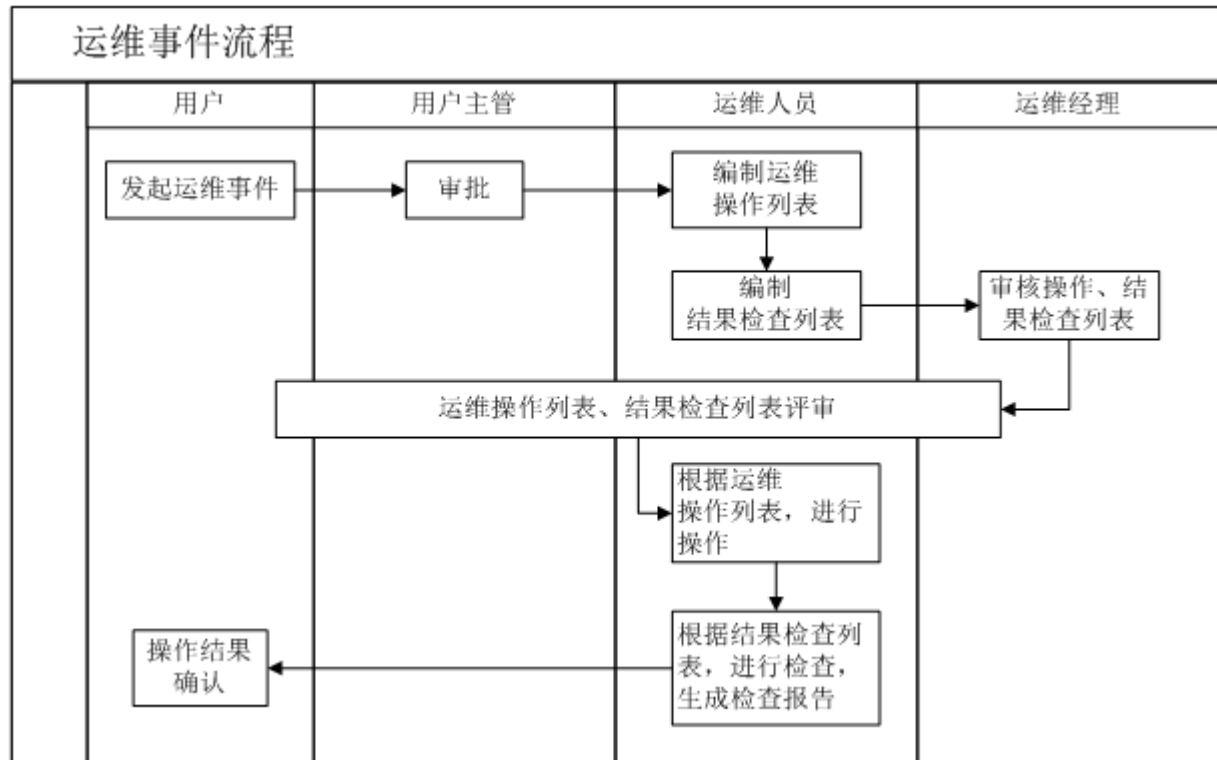 运维事件流程
用户
用户主管
运维人员
运维经理
发起运维事件
审批
编制运维
操作列表
编制
结果检查列表
审核操作、结
果检查列表
运维操作列表、结果检查列表评审
根据运维
操作列表，进行
操作
根据结果检查列
表，进行检查，
生成检查报告
操作结果
确认